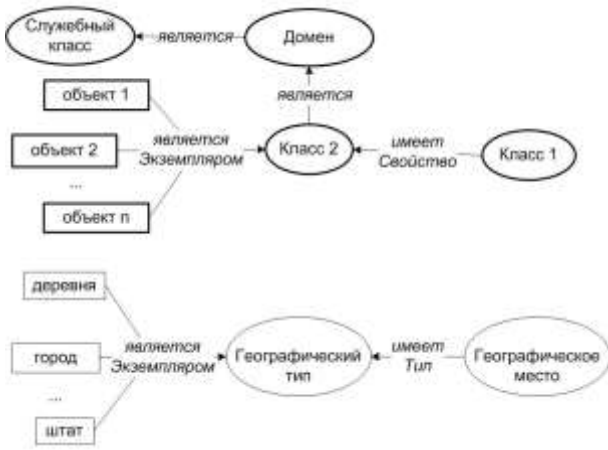 Служебный
класс
является
Домен
объект 1
является
объект 2
является
Экземпляром
Класс 2
имеет
Свойство
Класс 1
...
объект n
деревня
город
является
Экземпляром
Географический
тип
имеет
Тип
Географическое
место
...
штат